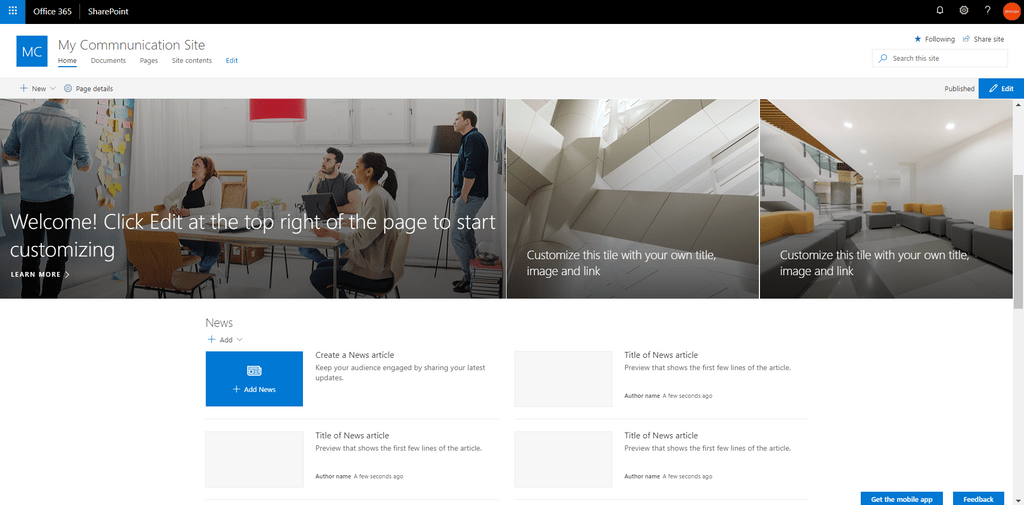 Office 365 SharePoint
MC
My Commnunication Site
Following Share site
Home Documents Pages Site contents Edit
Search this site
New Page details
Published Edit
Welcome! Click Edit at the top right of the page to start
customizing
LEARN MORE
Customize this tile with your own title,
image and link
Customize this tile with your own title,
image and link
News
Add
Add News
Create a News article
Keep your audience engaged by sharing your latest
updates.
Title of News article
Preview that shows the first few lines of the article.
Author name A few seconds ago
Title of News article
Preview that shows the first few lines of the article.
Author name A few seconds ago
Title of News article
Preview that shows the first few lines of the article.
Author name A few seconds ago
Get the mobile app Feedback